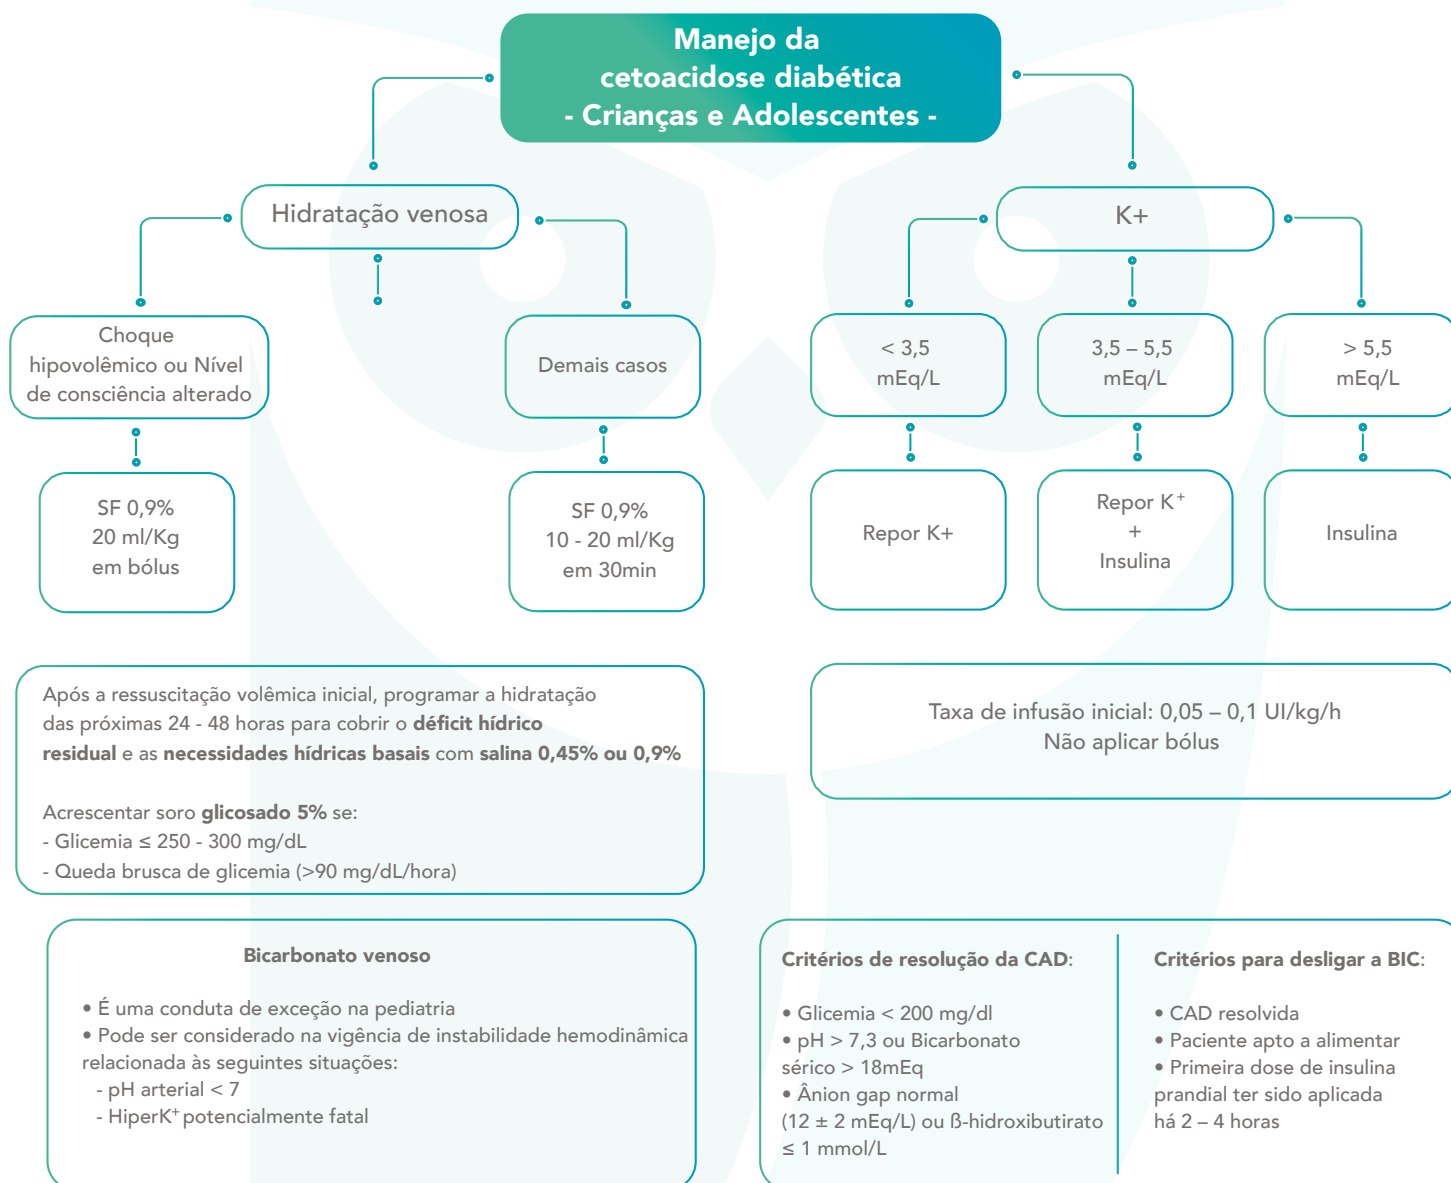 Manejo da
cetoacidose diabética
- Crianças e Adolescentes -
Hidratação venosa
K+
Choque
hipovolêmico ou Nível
de consciência alterado
Demais casos
< 3,5
mEq/L
3,5 – 5,5
mEq/L
> 5,5
mEq/L
SF 0,9%
20 ml/Kg
em bólus
SF 0,9%
10 - 20 ml/Kg
em 30min
Repor K+
Repor K⁺
+
Insulina
Insulina
Após a ressuscitação volêmica inicial, programar a hidratação
das próximas 24 - 48 horas para cobrir o déficit hídrico
residual e as necessidades hídricas basais com salina 0,45% ou 0,9%
Acrescentar soro glicosado 5% se:
- Glicemia ≤ 250 - 300 mg/dL
- Queda brusca de glicemia (>90 mg/dL/hora)
Taxa de infusão inicial: 0,05 – 0,1 UI/kg/h
Não aplicar bólus
Bicarbonato venoso
• É uma conduta de exceção na pediatria
• Pode ser considerado na vigência de instabilidade hemodinâmica
relacionada às seguintes situações:
- pH arterial < 7
- HiperK⁺ potencialmente fatal
Critérios de resolução da CAD:
• Glicemia < 200 mg/dl
• pH > 7,3 ou Bicarbonato
sérico > 18mEq
• Ânion gap normal
(12 ± 2 mEq/L) ou ß-hidroxibutirato
≤ 1 mmol/L
Critérios para desligar a BIC:
• CAD resolvida
• Paciente apto a alimentar
• Primeira dose de insulina
prandial ter sido aplicada
há 2 – 4 horas